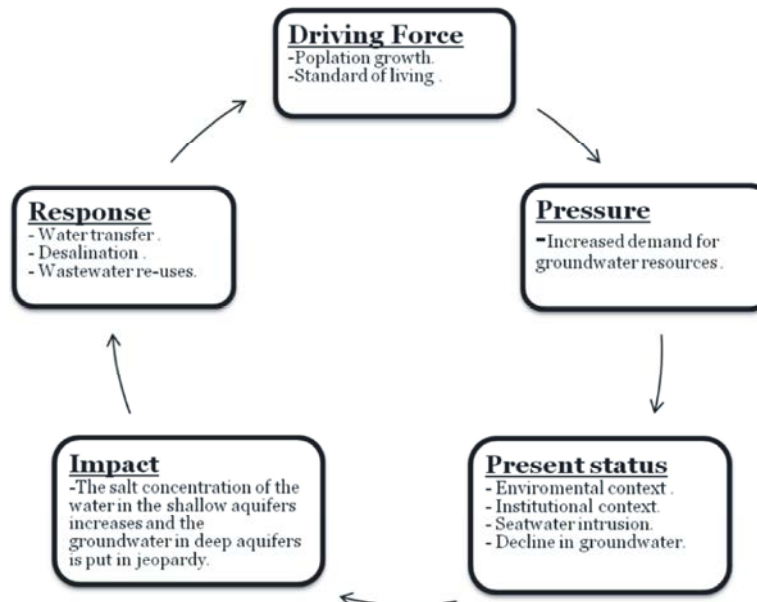 Driving Force
-Poplation growth.
-Standard of living .
Pressure
-Increased demand for
groundwater resources .
Present status
- Enviromental context .
- Institutional context.
- Seatwater intrusion.
- Decline in groundwater.
Impact
-The salt concentration of the
water in the shallow aquifers
increases and the
groundwater in deep aquifers
is put in jeopardy.
Response
- Water transfer .
- Desalination .
- Wastewater re-uses.